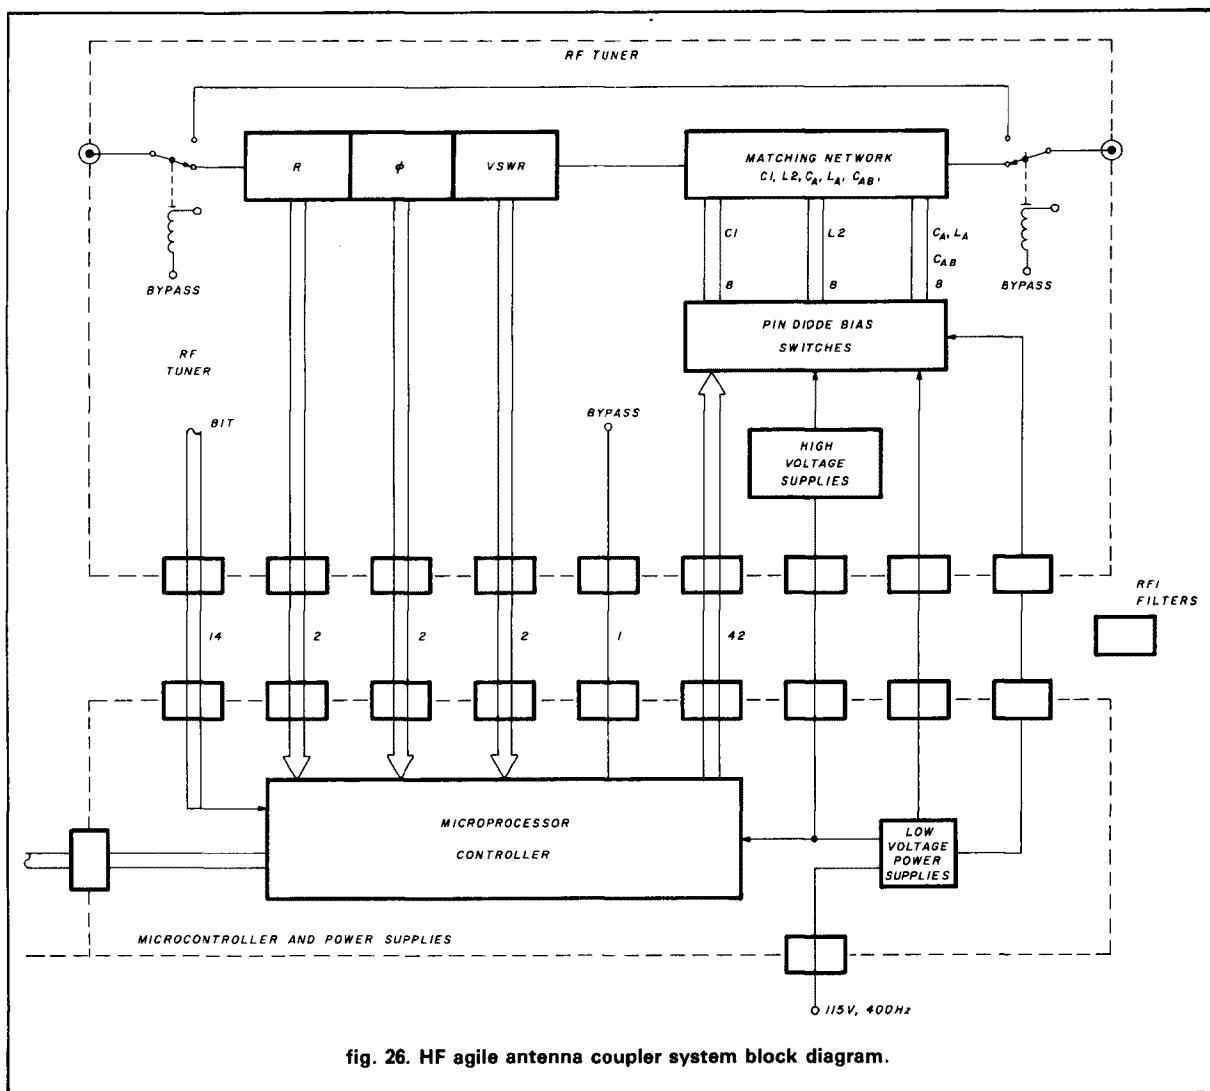 RF TUNER
R
ϕ
VSWR
MATCHING NETWORK
C1, L2, CA, LA, CAB,
BYPASS
C1
L2
CA, LA
CAB
8
8
8
BYPASS
PIN DIODE BIAS
SWITCHES
RF
TUNER
BIT
BYPASS
HIGH
VOLTAGE
SUPPLIES
RFI
FILTERS
14
2
2
2
1
42
MICROPROCESSOR
CONTROLLER
LOW
VOLTAGE
POWER
SUPPLIES
MICROCONTROLLER AND POWER SUPPLIES
115V, 400Hz
fig. 26. HF agile antenna coupler system block diagram.